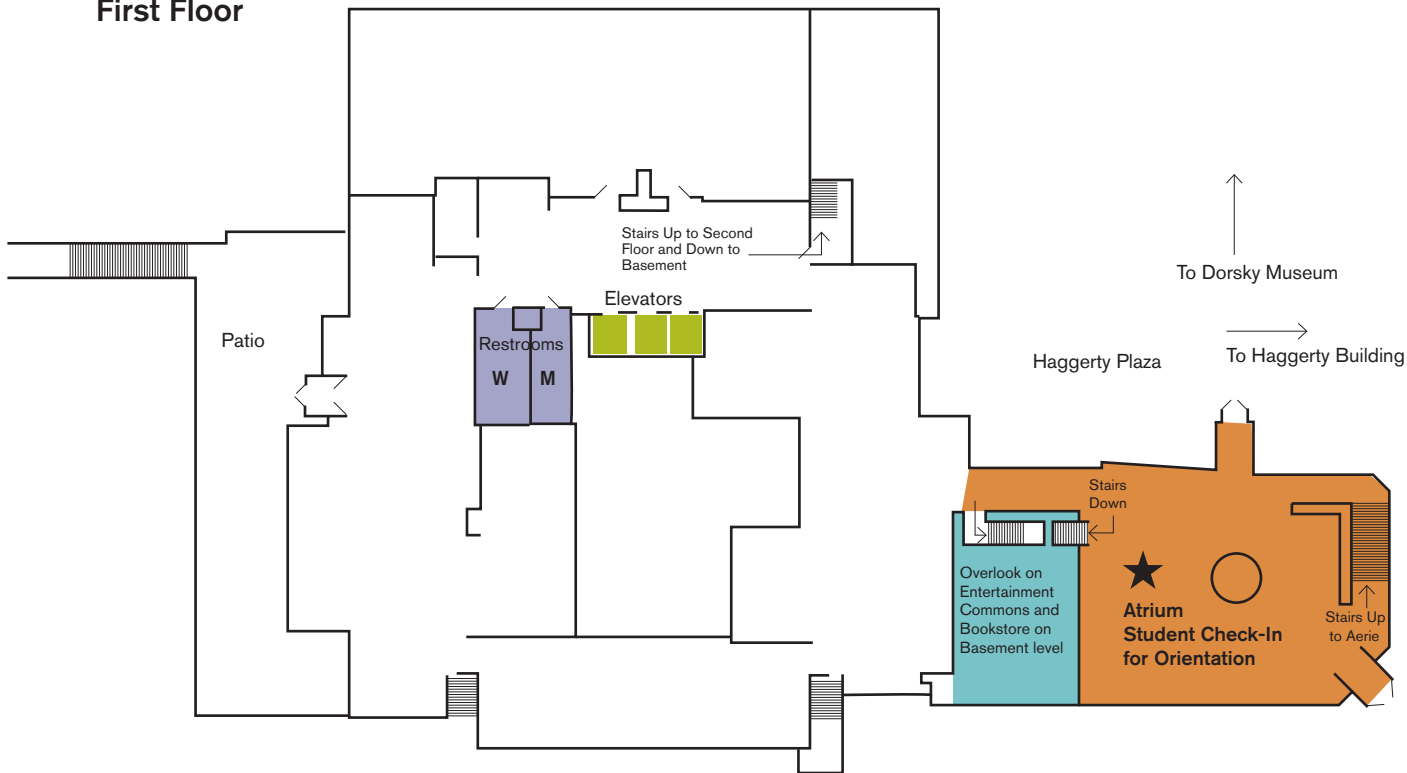 First Floor
Stairs Up to Second
Floor and Down to
Basement
To Dorsky Museum
Elevators
Patio
Restrooms
W M
Haggerty Plaza
To Haggerty Building
Stairs
Down
Overlook on
Entertainment
Commons and
Bookstore on
Basement level
Atrium
Student Check-In
for Orientation
Stairs Up
to Aerie